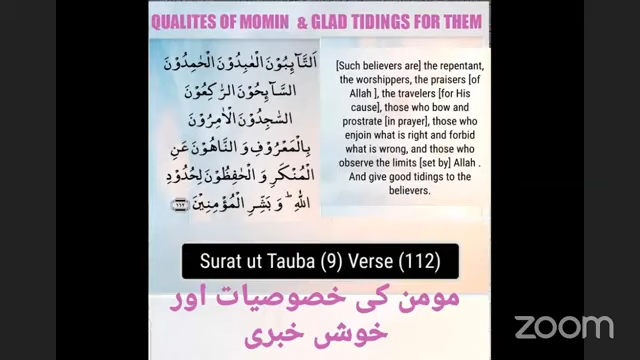 QUALITES OF MOMIN & GLAD TIDINGS FOR THEM
اَلتَّآىِٕبُوْنَ الْعٰبِدُوْنَ الْحٰمِدُوْنَ
السَّآىِٕحُوْنَ الرّٰكِعُوْنَ
السّٰجِدُوْنَ الْاٰمِرُوْنَ
بِالْمَعْرُوْفِ وَ النَّاهُوْنَ عَنِ
الْمُنْكَرِ وَ الْحٰفِظُوْنَ لِحُدُوْدِ
اللّٰهِؕ وَ بَشِّرِ الْمُؤْمِنِيْنَ ۝۱۱۲
[Such believers are] the repentant,
the worshippers, the praisers [of
Allah ], the travelers [for His
cause], those who bow and
prostrate [in prayer], those who
enjoin what is right and forbid
what is wrong, and those who
observe the limits [set by] Allah .
And give good tidings to the
believers.
Surat ut Tauba (9) Verse (112)
مومن کی خصوصیات اور
خوش خبری
zoom